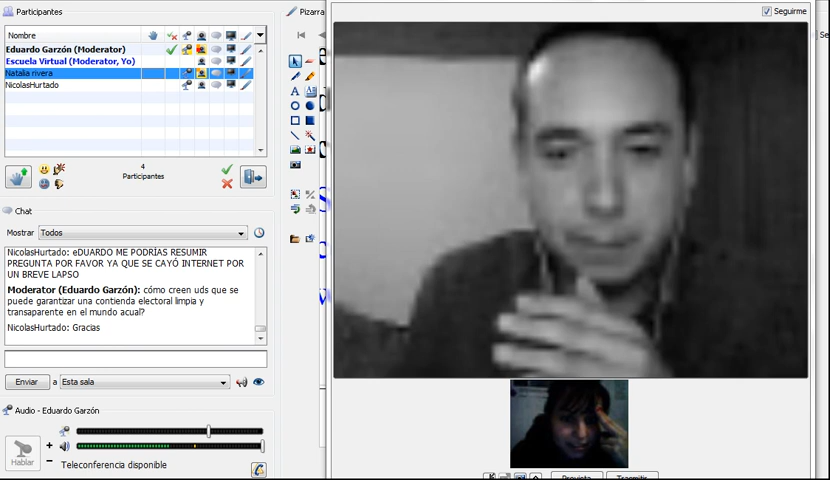 Participantes
Nombre
Eduardo Garzón (Moderator)
Escuela Virtual (Moderator, Yo)
Natalia rivera
NicolasHurtado
4
Participantes
Chat
Mostrar Todos
NicolasHurtado: eDUARDO ME PODRÍAS RESUMIR
PREGUNTA POR FAVOR YA QUE SE CAYÓ INTERNET POR
UN BREVE LAPSO
Moderator (Eduardo Garzón): cómo creen uds que se
puede garantizar una contienda electoral limpia y
transaparente en el mundo acual?
NicolasHurtado: Gracias
Enviar a Esta sala
Audio - Eduardo Garzón
Hablar
Teleconferencia disponible
Pizarra
Seguirme